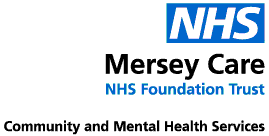 NHS
Mersey Care
NHS Foundation Trust
Community and Mental Health Services